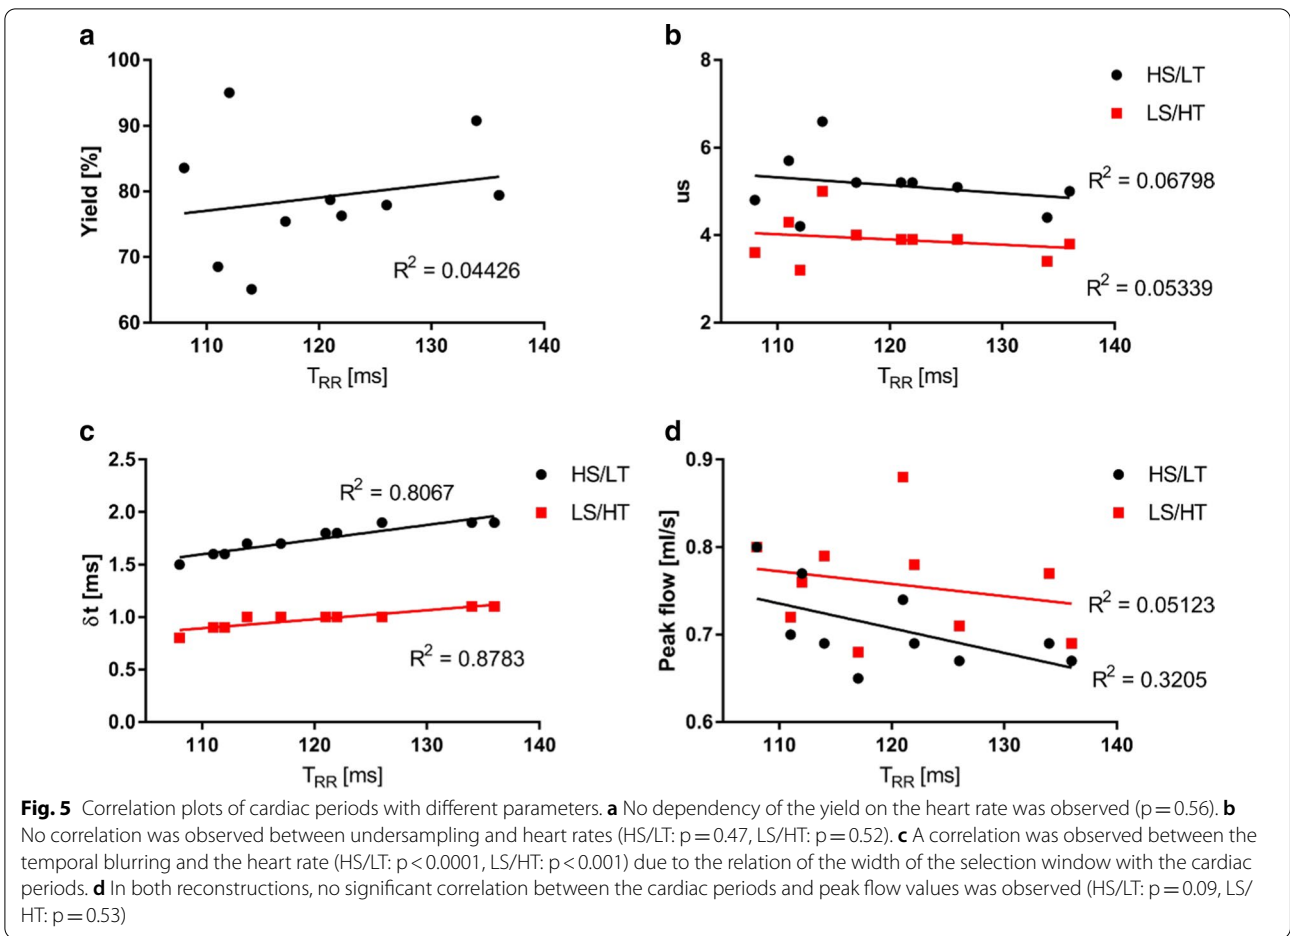 a
100
90
80
70
60
Yield [%]
R² = 0.04426
110 120 130 140
T_RR [ms]
b
8
6
4
2
us
HS/LT
LS/HT
R² = 0.06798
R² = 0.05339
110 120 130 140
T_RR [ms]
c
2.5
2.0
1.5
1.0
0.5
0.0
δt [ms]
R² = 0.8067
HS/LT
LS/HT
R² = 0.8783
110 120 130 140
T_RR [ms]
d
0.9
0.8
0.7
0.6
Peak flow [ml/s]
HS/LT
LS/HT
R² = 0.05123
R² = 0.3205
110 120 130 140
T_RR [ms]
Fig. 5 Correlation plots of cardiac periods with different parameters. a No dependency of the yield on the heart rate was observed (p = 0.56). b
No correlation was observed between undersampling and heart rates (HS/LT: p = 0.47, LS/HT: p = 0.52). c A correlation was observed between the
temporal blurring and the heart rate (HS/LT: p < 0.0001, LS/HT: p < 0.001) due to the relation of the width of the selection window with the cardiac
periods. d In both reconstructions, no significant correlation between the cardiac periods and peak flow values was observed (HS/LT: p = 0.09, LS/
HT: p = 0.53)